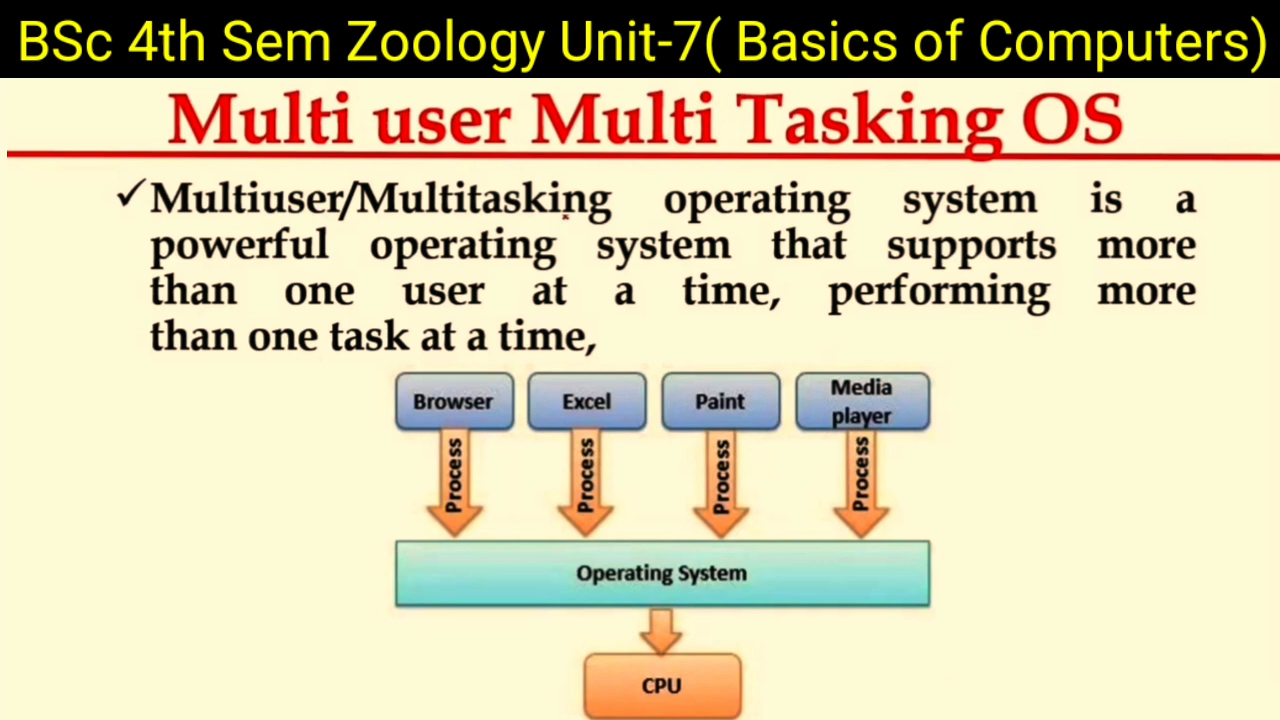 BSc 4th Sem Zoology Unit-7( Basics of Computers)
Multi user Multi Tasking OS
✓Multiuser/Multitasking operating system is a
powerful operating system that supports more
than one user at a time, performing more
than one task at a time,
Browser Excel Paint Media
player
Process Process Process Process
Operating System
CPU